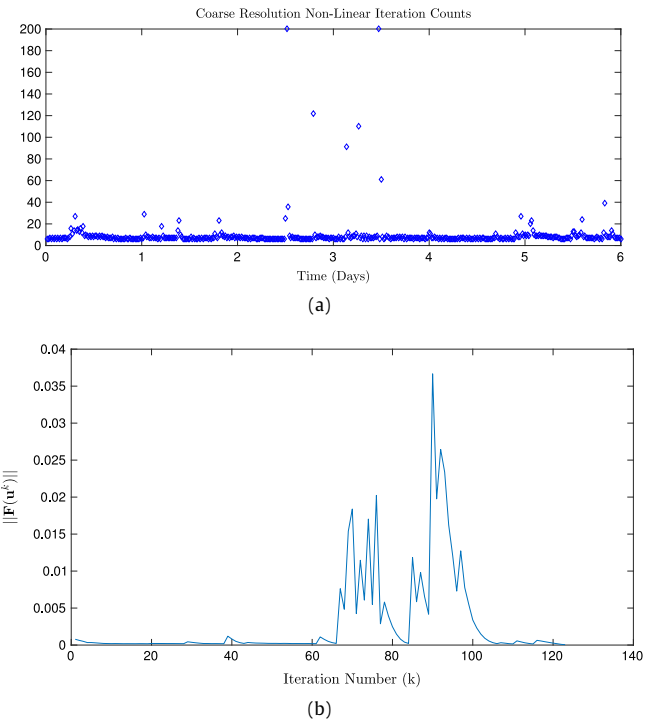 Coarse Resolution Non-Linear Iteration Counts
200
180
160
140
120
100
80
60
40
20
0
0 1 2 3 4 5 6
Time (Days)
(a)
0.04
0.035
0.03
0.025
0.02
0.015
0.01
0.005
0
||F(u^k)||
0 20 40 60 80 100 120 140
Iteration Number (k)
(b)